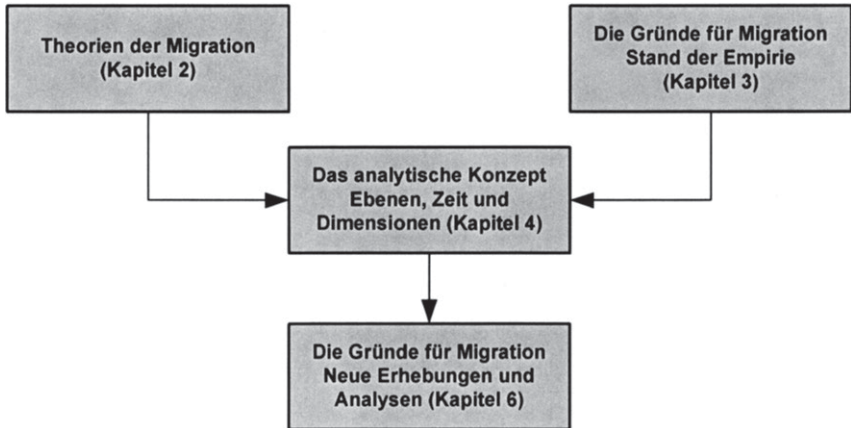 Theorien der Migration
(Kapitel 2)
Die Gründe für Migration
Stand der Empirie
(Kapitel 3)
Das analytische Konzept
Ebenen, Zeit und
Dimensionen (Kapitel 4)
Die Gründe für Migration
Neue Erhebungen und
Analysen (Kapitel 6)